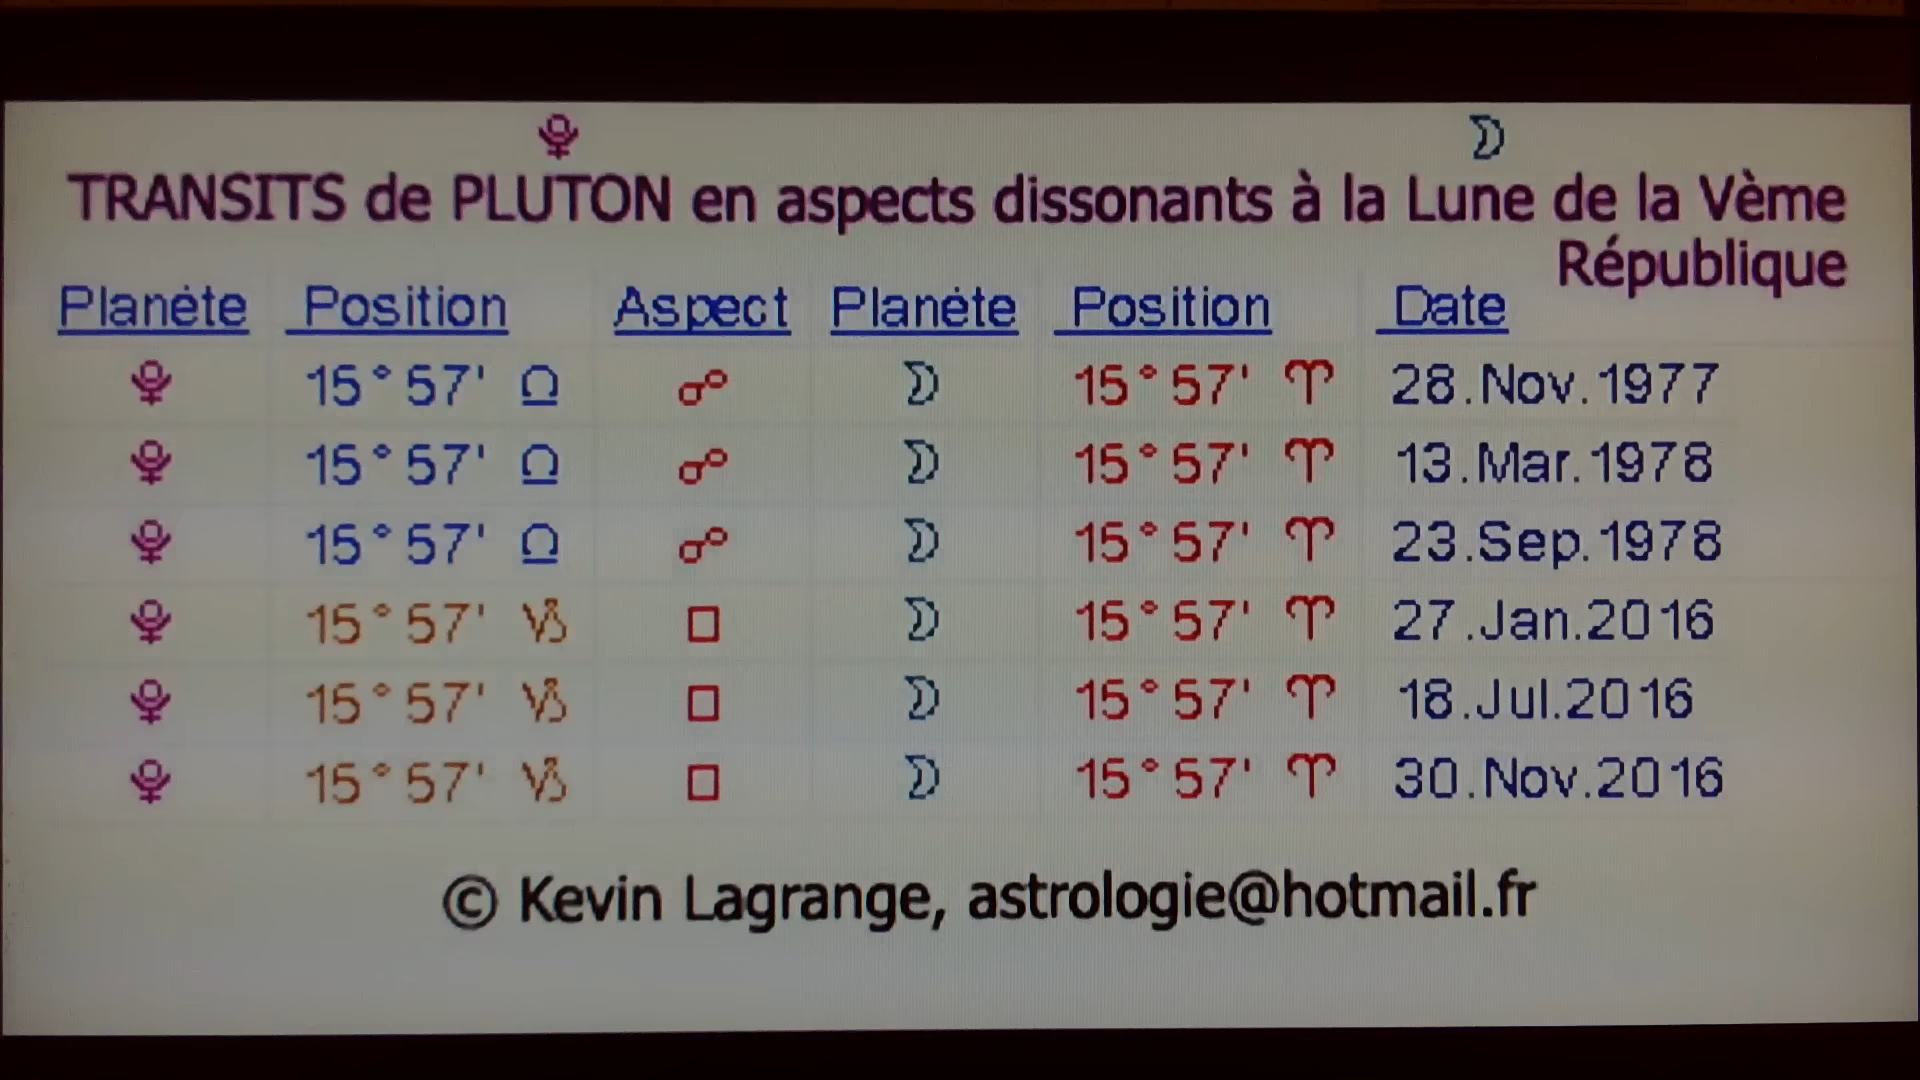 ♇ ☽
TRANSITS de PLUTON en aspects dissonants à la Lune de la Vème
République
Planète Position Aspect Planète Position Date
♇ 15°57' ♎ ☍ ☽ 15°57' ♈ 28.Nov.1977
♇ 15°57' ♎ ☍ ☽ 15°57' ♈ 13.Mar.1978
♇ 15°57' ♎ ☍ ☽ 15°57' ♈ 23.Sep.1978
♇ 15°57' ♑ □ ☽ 15°57' ♈ 27.Jan.2016
♇ 15°57' ♑ □ ☽ 15°57' ♈ 18.Jul.2016
♇ 15°57' ♑ □ ☽ 15°57' ♈ 30.Nov.2016
© Kevin Lagrange, astrologie@hotmail.fr